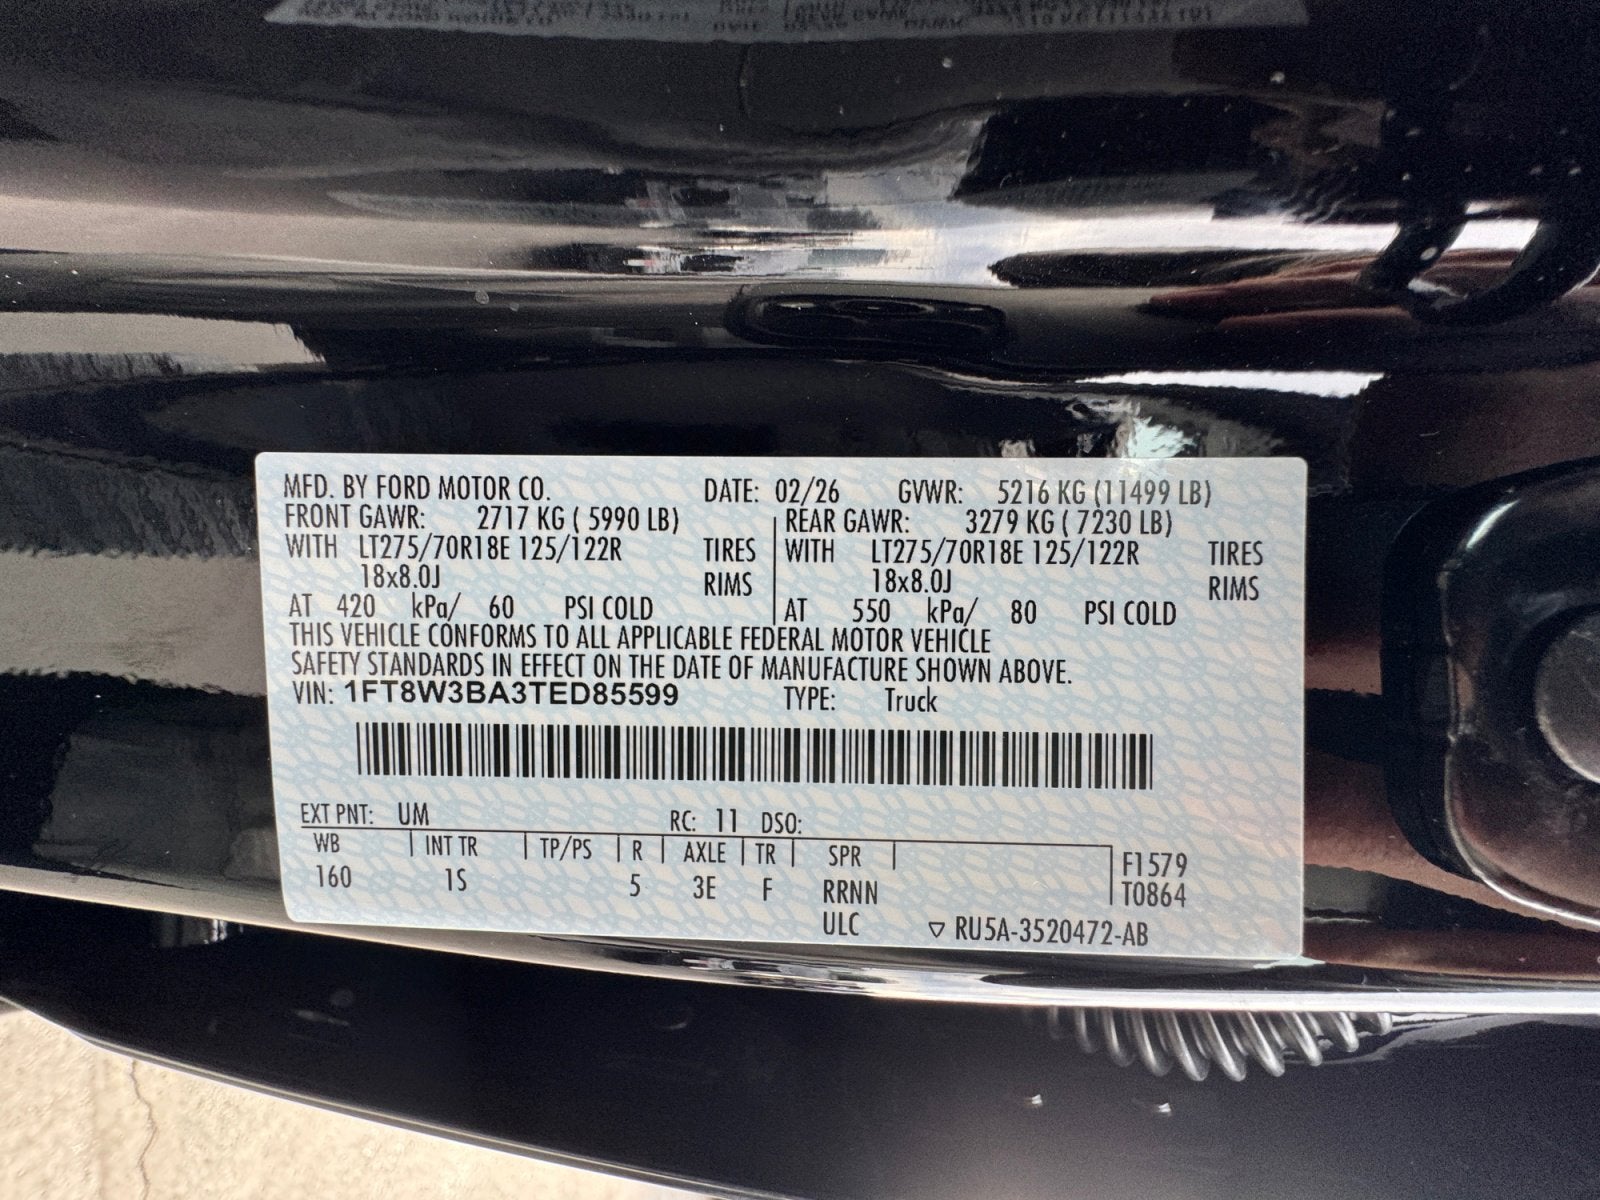 MFD. BY FORD MOTOR CO. DATE: 02/26 GVWR: 5216 KG (11499 LB)
FRONT GAWR: 2717 KG ( 5990 LB) REAR GAWR: 3279 KG ( 7230 LB)
WITH LT275/70R18E 125/122R TIRES WITH LT275/70R18E 125/122R TIRES
18x8.0J RIMS 18x8.0J RIMS
AT 420 kPa/ 60 PSI COLD AT 550 kPa/ 80 PSI COLD
THIS VEHICLE CONFORMS TO ALL APPLICABLE FEDERAL MOTOR VEHICLE
SAFETY STANDARDS IN EFFECT ON THE DATE OF MANUFACTURE SHOWN ABOVE.
VIN: 1FT8W3BA3TED85599 TYPE: Truck
EXT PNT: UM RC: 11 DSO:
WB INT TR TP/PS R AXLE TR SPR F1579
160 1S 5 3E F RRNN T0864
ULC ▽ RU5A-3520472-AB